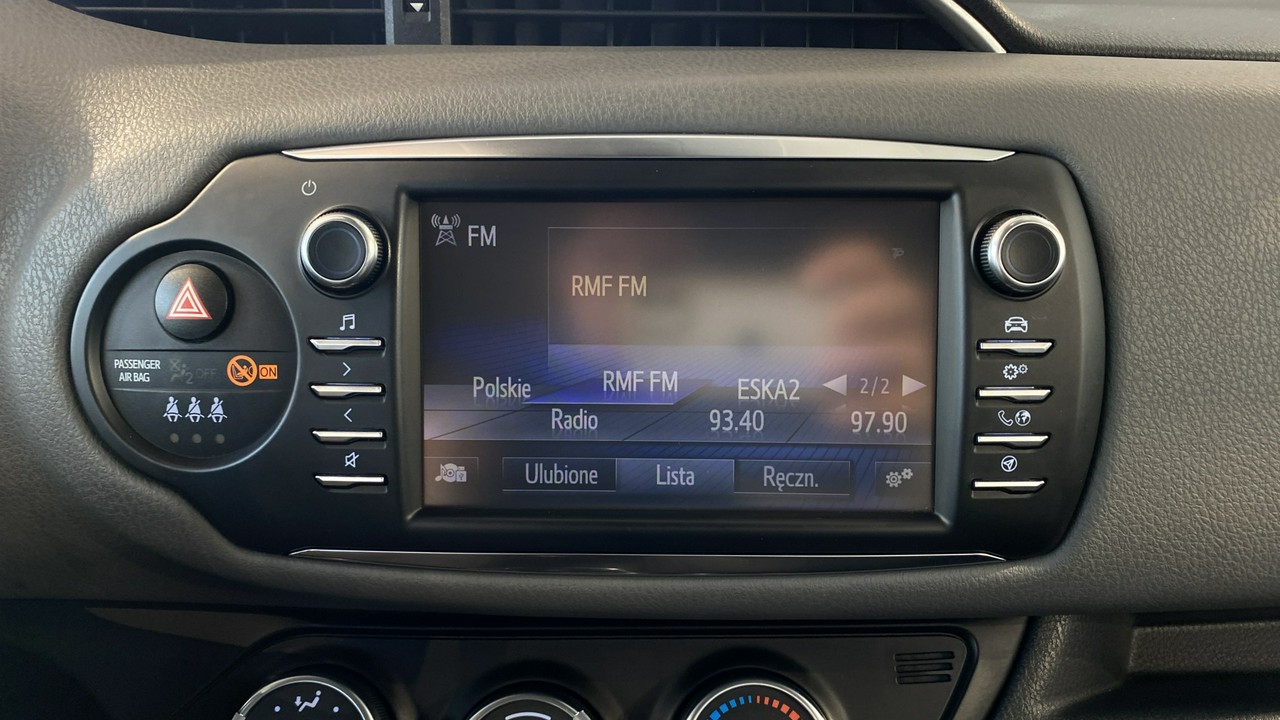 FM
RMF FM
Polskie RMF FM ESKA2 2/2
Radio 93.40 97.90
Ulubione Lista Ręczn.
PASSENGER
AIR BAG
2 OFF
ON